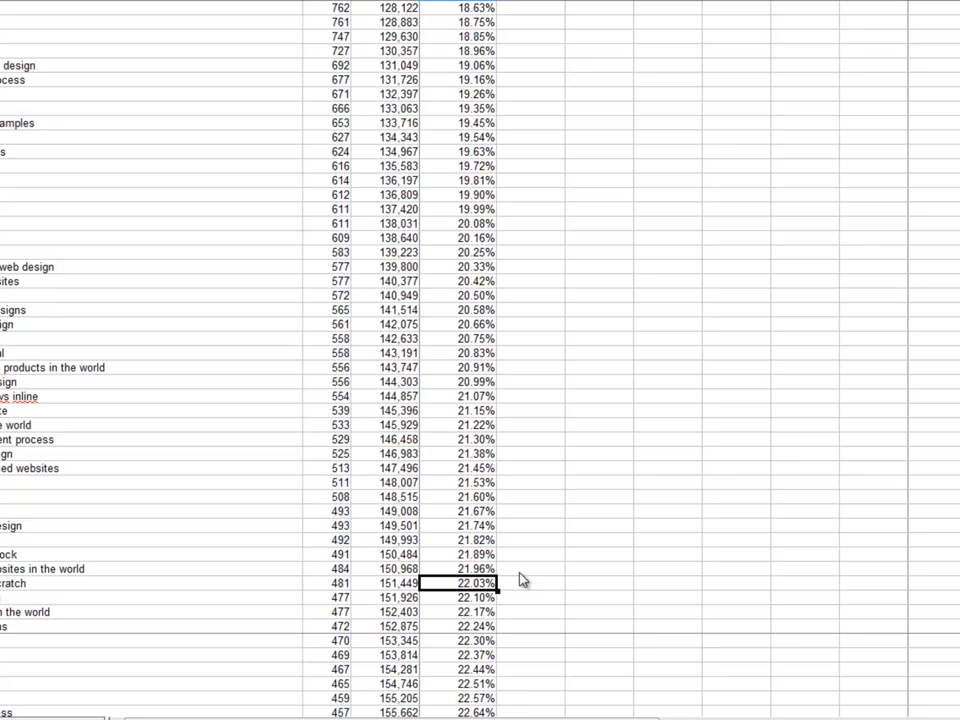 762 128,122 18.63%
761 128,883 18.75%
747 129,630 18.85%
727 130,357 18.96%
design 692 131,049 19.06%
ocess 677 131,726 19.16%
671 132,397 19.26%
666 133,063 19.35%
amples 653 133,716 19.45%
627 134,343 19.54%
s 624 134,967 19.63%
616 135,583 19.72%
614 136,197 19.81%
612 136,809 19.90%
611 137,420 19.99%
611 138,031 20.08%
609 138,640 20.16%
583 139,223 20.25%
web design 577 139,800 20.33%
sites 577 140,377 20.42%
572 140,949 20.50%
signs 565 141,514 20.58%
ign 561 142,075 20.66%
558 142,633 20.75%
l 558 143,191 20.83%
products in the world 556 143,747 20.91%
sign 556 144,303 20.99%
ws inline 554 144,857 21.07%
te 539 145,396 21.15%
e world 533 145,929 21.22%
ent process 529 146,458 21.30%
gn 525 146,983 21.38%
ed websites 513 147,496 21.45%
511 148,007 21.53%
508 148,515 21.60%
493 149,008 21.67%
esign 493 149,501 21.74%
492 149,993 21.82%
ock 491 150,484 21.89%
osites in the world 484 150,968 21.96%
cratch 481 151,449 22.03%
477 151,926 22.10%
n the world 477 152,403 22.17%
ns 472 152,875 22.24%
470 153,345 22.30%
469 153,814 22.37%
467 154,281 22.44%
465 154,746 22.51%
459 155,205 22.57%
ess 457 155,662 22.64%